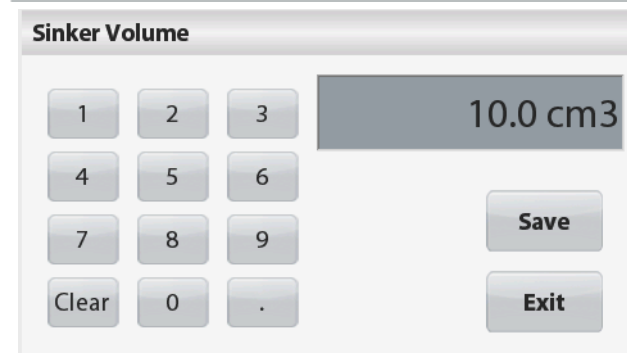 Sinker Volume
10.0 cm3
1 2 3
4 5 6
7 8 9
Clear 0 .
Save
Exit